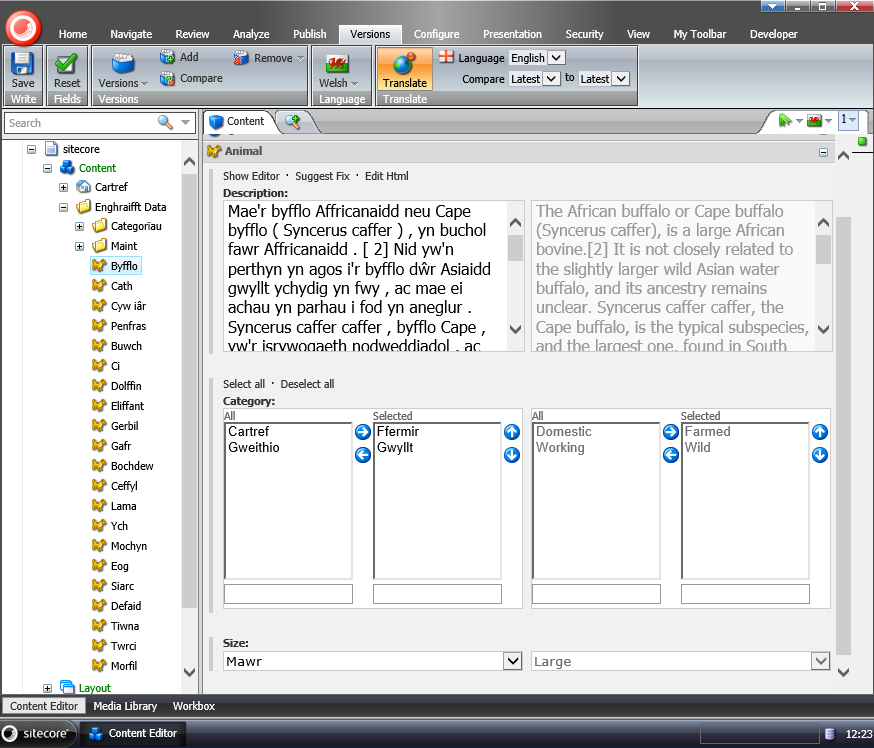 Home Navigate Review Analyze Publish Versions Configure Presentation Security View My Toolbar Developer
Save
Write
Reset
Fields
Versions
Add
Compare
Remove
Versions
Welsh
Language
Translate
Language English
Compare Latest to Latest
Translate
Search
sitecore
Content
Cartref
Enghraifft Data
Categoriau
Maint
Byfflo
Cath
Cyw iâr
Penfras
Buwch
Ci
Dolffin
Eliffant
Gerbil
Gafr
Bochdew
Ceffyl
Lama
Ych
Mochyn
Eog
Siarc
Defaid
Tiwna
Twrci
Morfil
Layout
Content
1
Animal
Show Editor · Suggest Fix · Edit Html
Description:
Mae'r byfflo Affricanaidd neu Cape
byfflo ( Syncerus caffer ) , yn buchol
fawr Affricanaidd . [ 2] Nid yw'n
perthyn yn agos i'r byfflo dŵr Asiaidd
gwyllt ychydig yn fwy , ac mae ei
achau yn parhau i fod yn aneglur .
Syncerus caffer caffer , byfflo Cape ,
yw'r isrywogaeth nodweddiadol , ac
The African buffalo or Cape buffalo
(Syncerus caffer), is a large African
bovine.[2] It is not closely related to
the slightly larger wild Asian water
buffalo, and its ancestry remains
unclear. Syncerus caffer caffer, the
Cape buffalo, is the typical subspecies,
and the largest one, found in South
Select all · Deselect all
Category:
All
Cartref
Gweithio
Selected
Ffermir
Gwyllt
All
Domestic
Working
Selected
Farmed
Wild
Size:
Mawr
Large
Content Editor Media Library Workbox
sitecore Content Editor 12:23